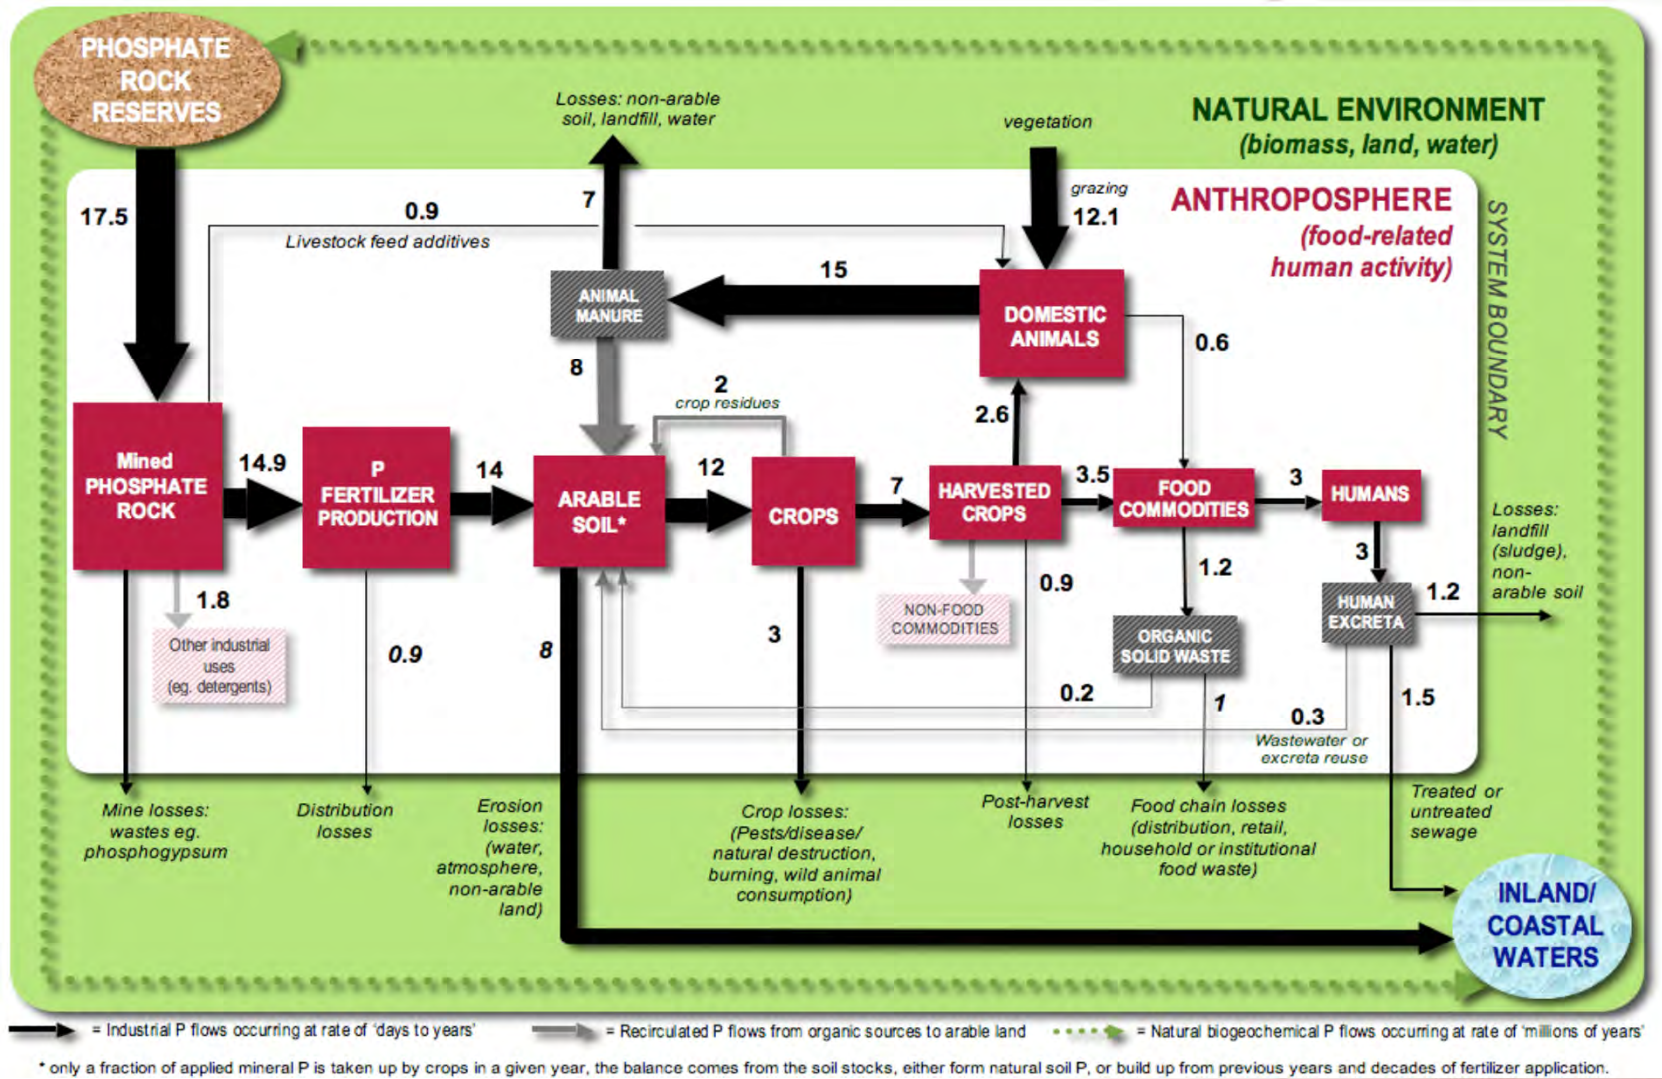 PHOSPHATE
ROCK
RESERVES
Losses: non-arable
soil, landfill, water
vegetation
NATURAL ENVIRONMENT
(biomass, land, water)
17.5
0.9
Livestock feed additives
7
grazing
12.1
ANTHROPOSPHERE
(food-related
human activity)
SYSTEM BOUNDARY
ANIMAL
MANURE
15
DOMESTIC
ANIMALS
0.6
8
2
crop residues
2.6
Mined
PHOSPHATE
ROCK
14.9
P
FERTILIZER
PRODUCTION
14
ARABLE
SOIL*
12
CROPS
7
HARVESTED
CROPS
3.5
FOOD
COMMODITIES
3
HUMANS
Losses:
landfill
(sludge),
non-
arable soil
1.8
Other industrial
uses
(eg. detergents)
0.9
8
3
NON-FOOD
COMMODITIES
0.9
1.2
ORGANIC
SOLID WASTE
3
HUMAN
EXCRETA
1.2
0.2
1
0.3
Wastewater or
excreta reuse
1.5
Mine losses:
wastes eg.
phosphogypsum
Distribution
losses
Erosion
losses:
(water,
atmosphere,
non-arable
land)
Crop losses:
(Pests/disease/
natural destruction,
burning, wild animal
consumption)
Post-harvest
losses
Food chain losses
(distribution, retail,
household or institutional
food waste)
Treated or
untreated
sewage
INLAND/
COASTAL
WATERS
= Industrial P flows occurring at rate of 'days to years'
= Recirculated P flows from organic sources to arable land
= Natural biogeochemical P flows occurring at rate of 'millions of years'
* only a fraction of applied mineral P is taken up by crops in a given year, the balance comes from the soil stocks, either form natural soil P, or build up from previous years and decades of fertilizer application.